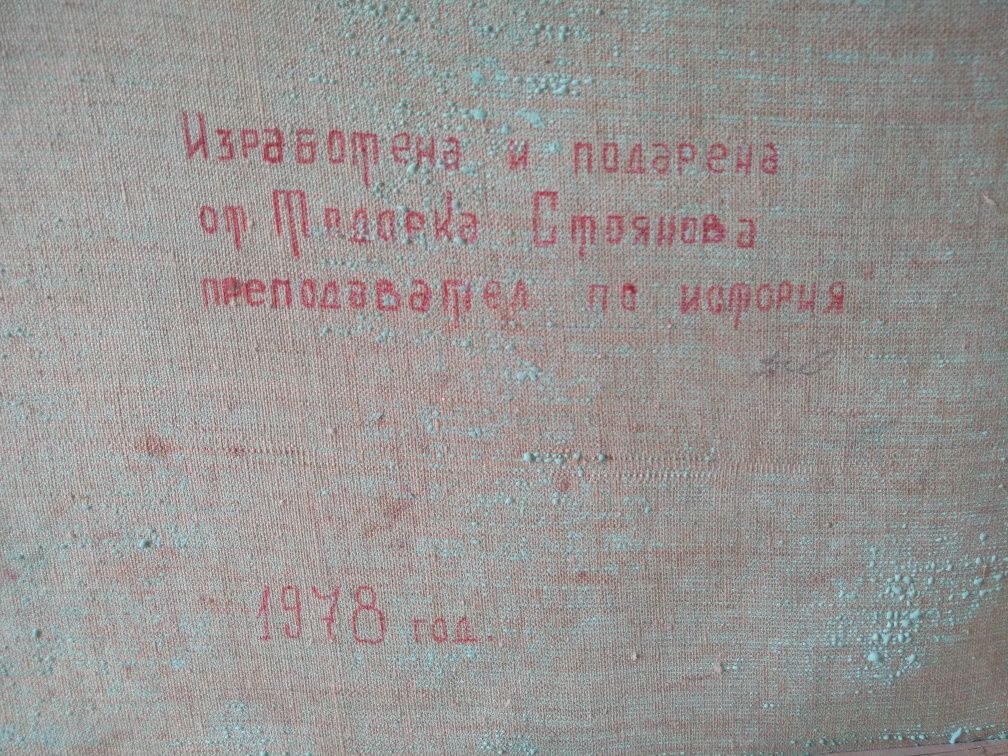 Изработена и подарена
от Тодорка Стоянова
преподавател по история
1978 год.